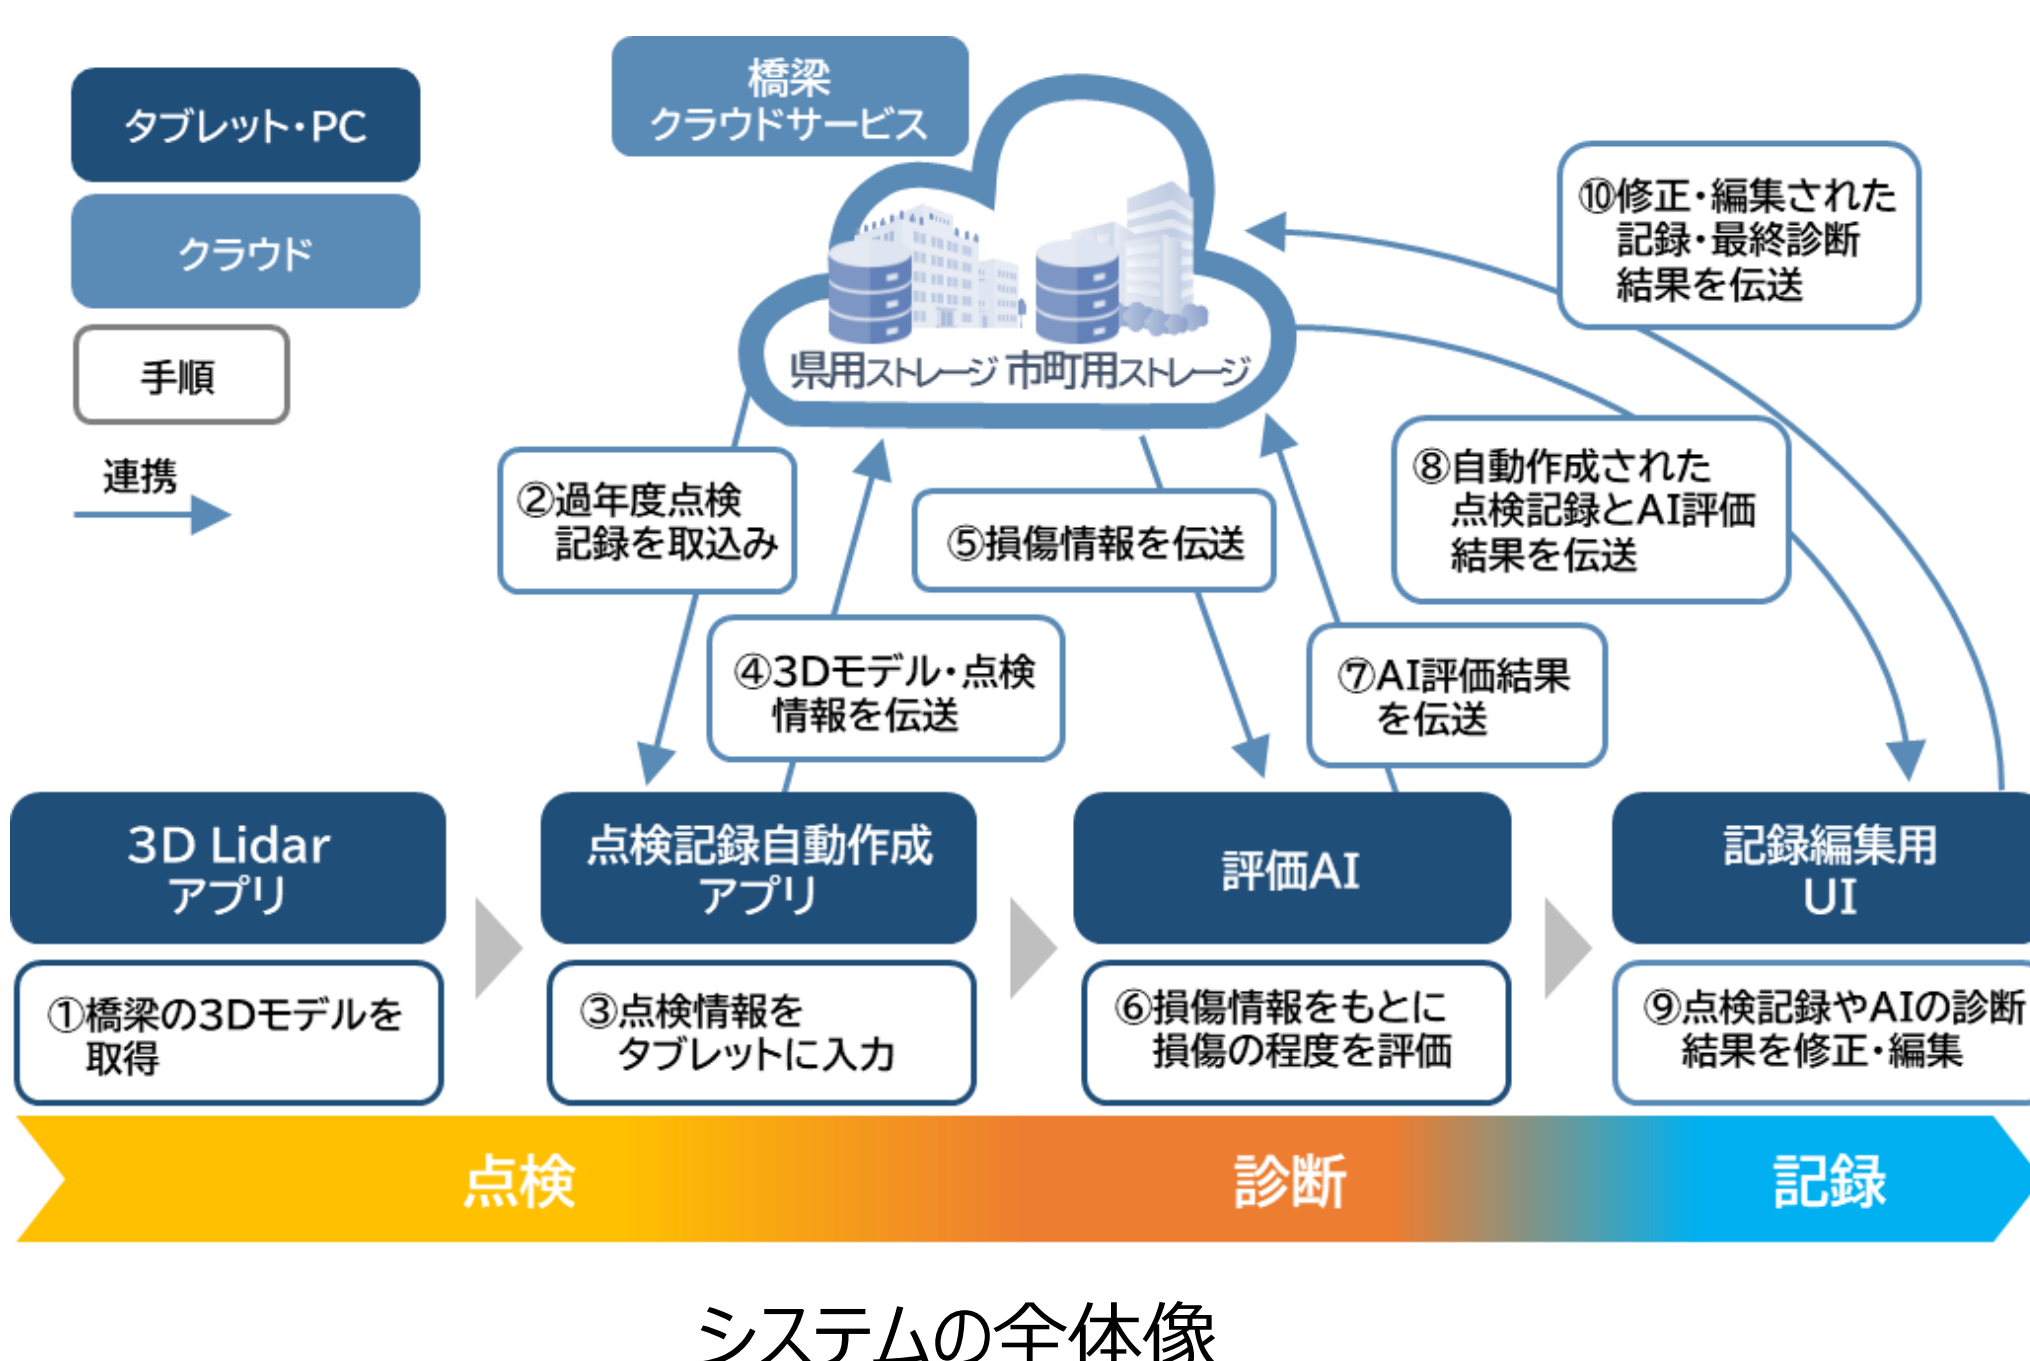 タブレット・PC
クラウド
手順
連携
橋梁
クラウドサービス
県用ストレージ 市町用ストレージ
②過年度点検
記録を取込み
④3Dモデル・点検
情報を伝送
⑤損傷情報を伝送
⑦AI評価結果
を伝送
⑧自動作成された
点検記録とAI評価
結果を伝送
⑩修正・編集された
記録・最終診断
結果を伝送
3D Lidar
アプリ
①橋梁の3Dモデルを
取得
点検記録自動作成
アプリ
③点検情報を
タブレットに入力
評価AI
⑥損傷情報をもとに
損傷の程度を評価
記録編集用
UI
⑨点検記録やAIの診断
結果を修正・編集
点検
診断
記録
システムの全体像